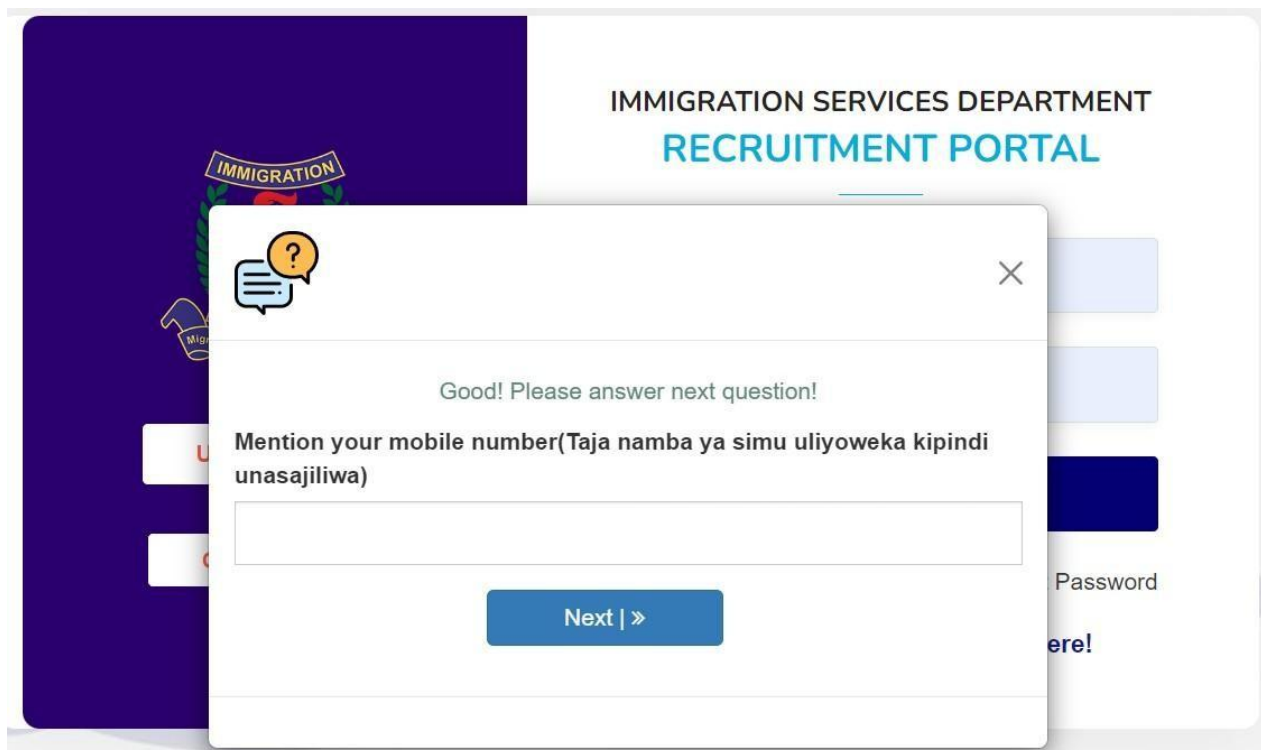 IMMIGRATION SERVICES DEPARTMENT
RECRUITMENT PORTAL
IMMIGRATION
?
Good! Please answer next question!
Mention your mobile number(Taja namba ya simu uliyoweka kipindi
unasajiliwa)
Next | »
Password